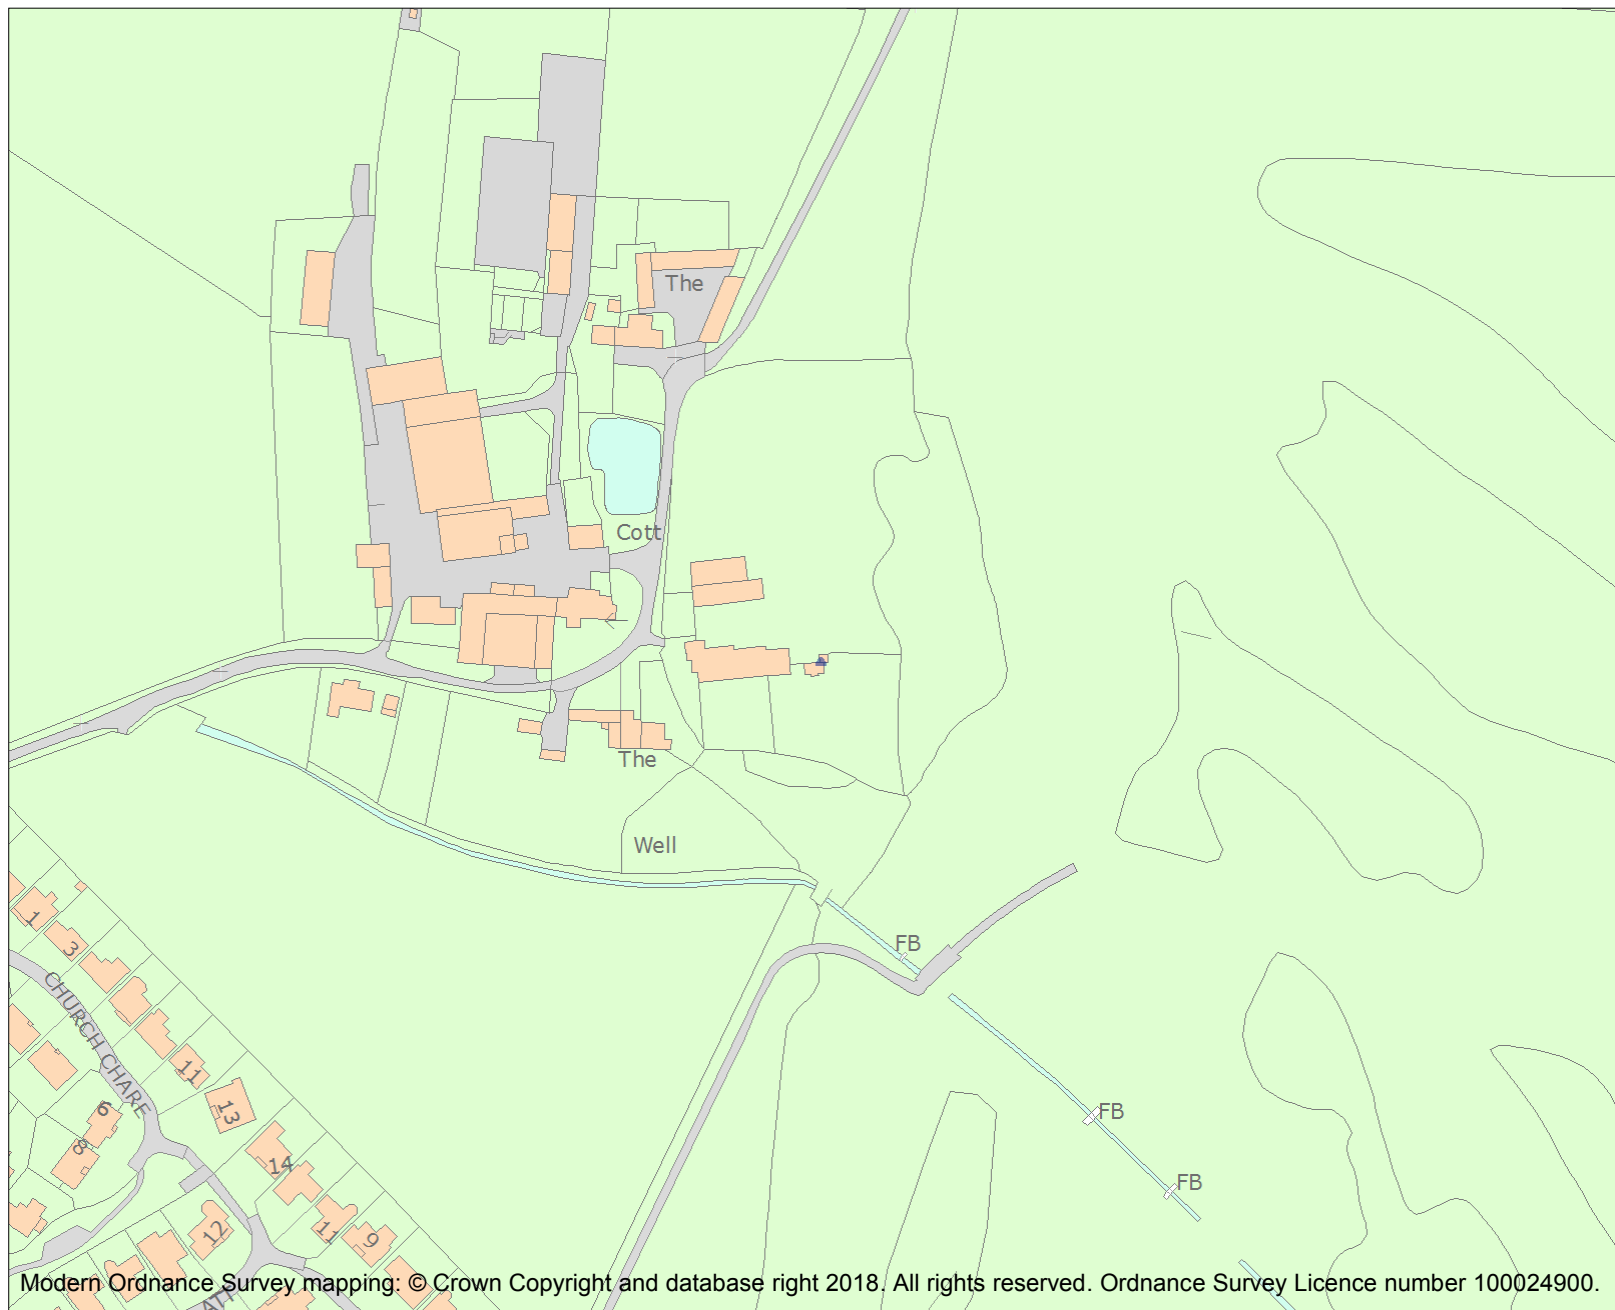 The
Cott
The
Well
FB
1
3
CHURCH CHARE
11
13
FB
6
8
14
FB
12
11
9
Modern Ordnance Survey mapping: © Crown Copyright and database right 2018. All rights reserved. Ordnance Survey Licence number 100024900.